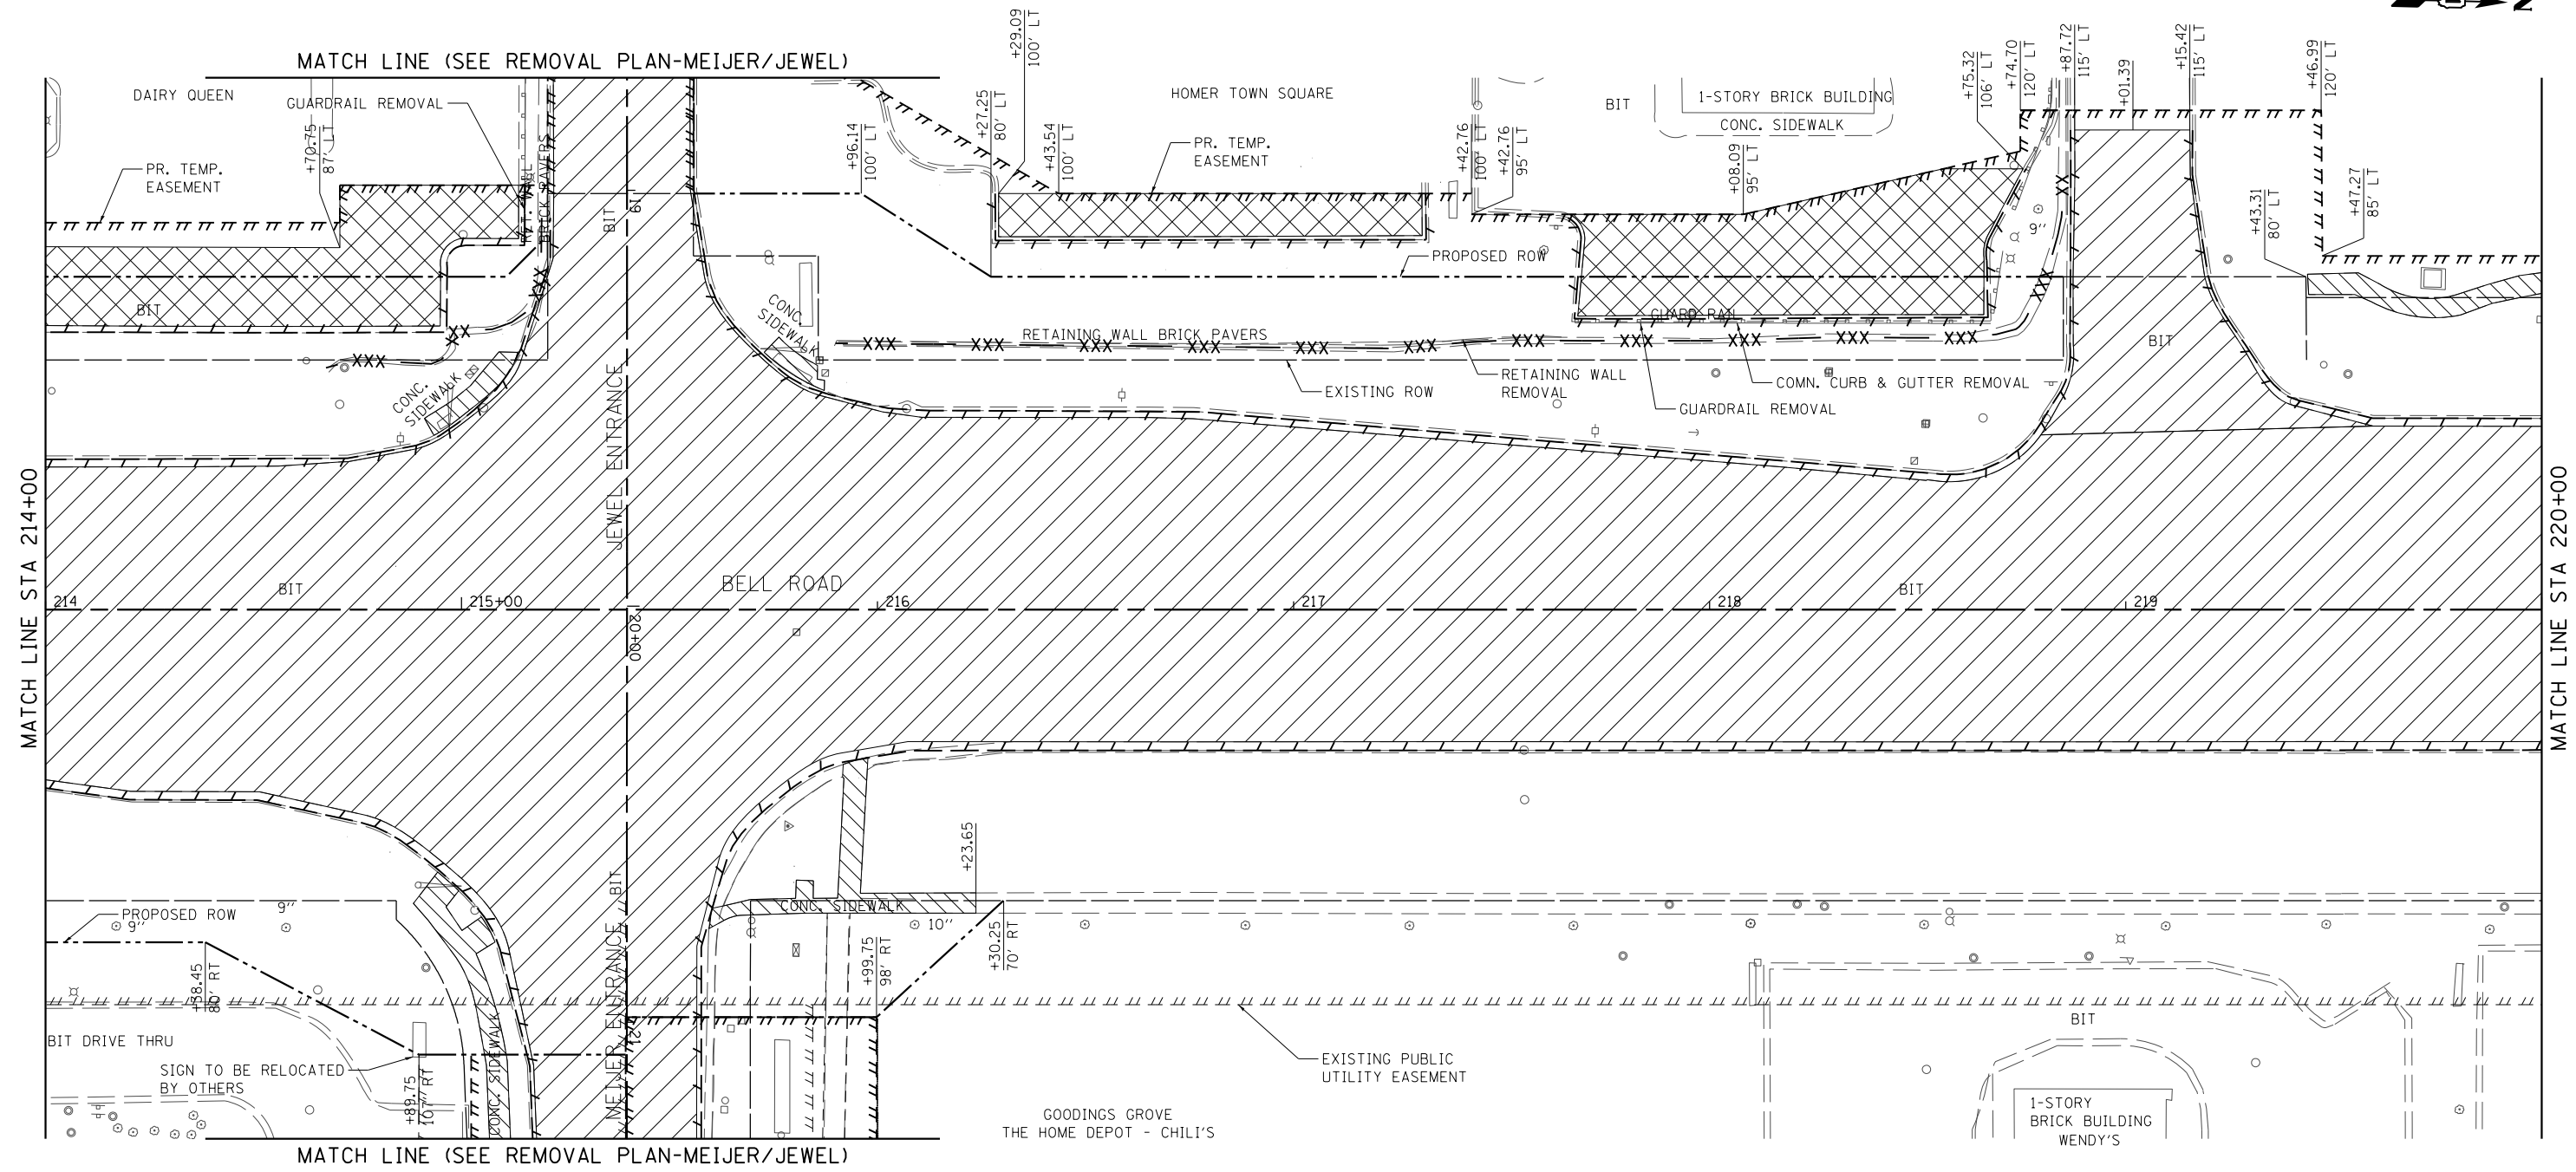 MATCH LINE (SEE REMOVAL PLAN-MEIJER/JEWEL)
DAIRY QUEEN
GUARDRAIL REMOVAL
+70.75
87' LT
PR. TEMP.
EASEMENT
RET. WALL
BRICK PAVERS
BIT
19
+96.14
100' LT
+27.25
80' LT
+29.09
100' LT
+43.54
100' LT
HOMER TOWN SQUARE
PR. TEMP.
EASEMENT
+42.76
100' LT
+42.76
95' LT
BIT
1-STORY BRICK BUILDING
CONC. SIDEWALK
+08.09
95' LT
+75.32
106' LT
+74.70
120' LT
+87.72
115' LT
+01.39
+15.42
115' LT
+46.99
120' LT
+43.31
80' LT
+47.27
85' LT
9''
PROPOSED ROW
BIT
CONC.
SIDEWALK
CONC.
SIDEWALK
RETAINING WALL BRICK PAVERS
GUARD RAIL
BIT
EXISTING ROW
RETAINING WALL
REMOVAL
COMN. CURB & GUTTER REMOVAL
GUARDRAIL REMOVAL
JEWEL ENTRANCE
MATCH LINE STA 214+00
MATCH LINE STA 220+00
BELL ROAD
BIT
BIT
214
215+00
216
217
218
219
20+00
BIT
MEIJER ENTRANCE
21
+23.65
CONC. SIDEWALK
10''
PROPOSED ROW
9''
9''
+38.45
80' RT
+99.75
98' RT
+30.25
70' RT
BIT DRIVE THRU
SIGN TO BE RELOCATED
BY OTHERS
+89.75
107' RT
CONC. SIDEWALK
EXISTING PUBLIC
UTILITY EASEMENT
BIT
GOODINGS GROVE
THE HOME DEPOT - CHILI'S
1-STORY
BRICK BUILDING
WENDY'S
MATCH LINE (SEE REMOVAL PLAN-MEIJER/JEWEL)